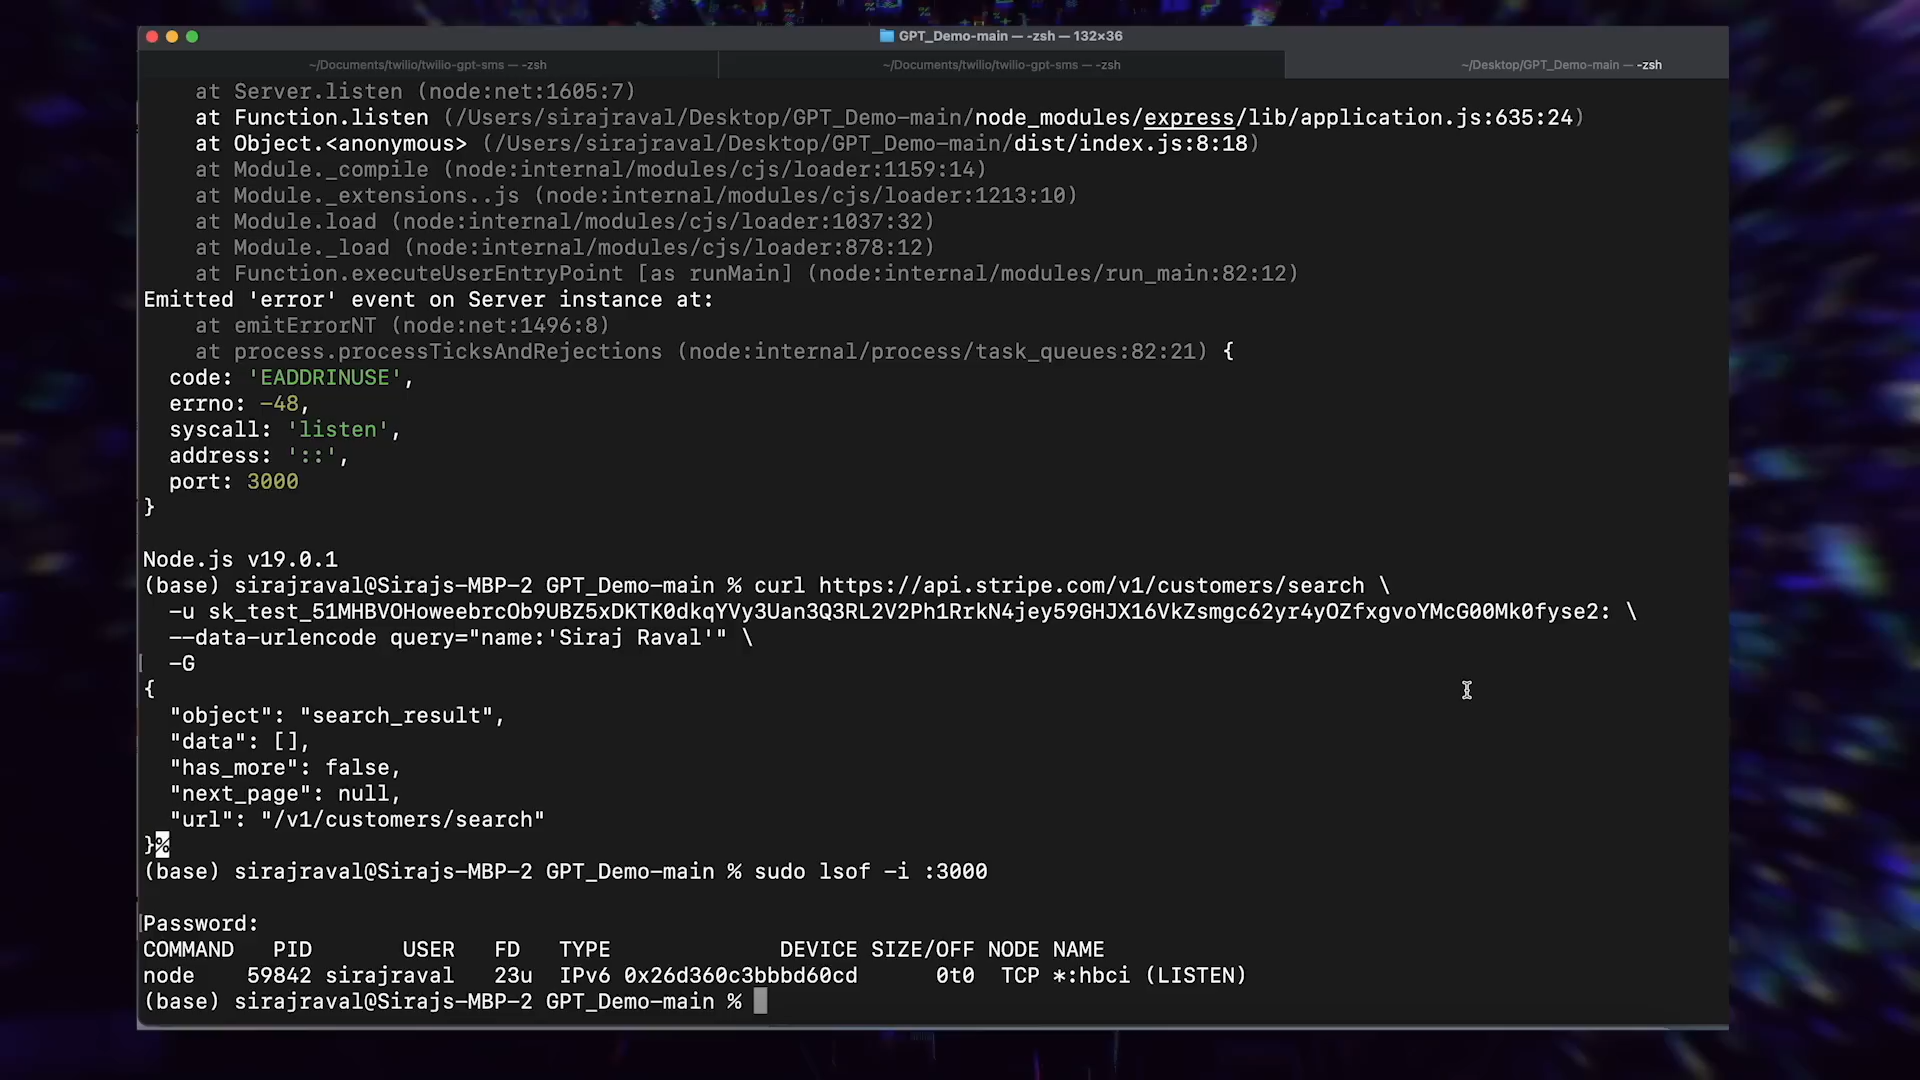 GPT_Demo-main — -zsh — 132×36
~/Documents/twilio/twilio-gpt-sms — -zsh
~/Documents/twilio/twilio-gpt-sms — -zsh
~/Desktop/GPT_Demo-main — -zsh
    at Server.listen (node:net:1605:7)
    at Function.listen (/Users/sirajraval/Desktop/GPT_Demo-main/node_modules/express/lib/application.js:635:24)
    at Object.<anonymous> (/Users/sirajraval/Desktop/GPT_Demo-main/dist/index.js:8:18)
    at Module._compile (node:internal/modules/cjs/loader:1159:14)
    at Module._extensions..js (node:internal/modules/cjs/loader:1213:10)
    at Module.load (node:internal/modules/cjs/loader:1037:32)
    at Module._load (node:internal/modules/cjs/loader:878:12)
    at Function.executeUserEntryPoint [as runMain] (node:internal/modules/run_main:82:12)
Emitted 'error' event on Server instance at:
    at emitErrorNT (node:net:1496:8)
    at process.processTicksAndRejections (node:internal/process/task_queues:82:21) {
  code: 'EADDRINUSE',
  errno: -48,
  syscall: 'listen',
  address: '::',
  port: 3000
}
Node.js v19.0.1
(base) sirajraval@Sirajs-MBP-2 GPT_Demo-main % curl https://api.stripe.com/v1/customers/search \
  -u sk_test_51MHBVOHoweebrcOb9UBZ5xDKTK0dkqYVy3Uan3Q3RL2V2Ph1RrkN4jey59GHJX16VkZsmgc62yr4yOZfxgvoYMcG00Mk0fyse2: \
  --data-urlencode query="name:'Siraj Raval'" \
  -G
{
  "object": "search_result",
  "data": [],
  "has_more": false,
  "next_page": null,
  "url": "/v1/customers/search"
}%
(base) sirajraval@Sirajs-MBP-2 GPT_Demo-main % sudo lsof -i :3000
Password:
COMMAND   PID       USER   FD   TYPE             DEVICE SIZE/OFF NODE NAME
node    59842 sirajraval   23u  IPv6 0x26d360c3bbbd60cd      0t0  TCP *:hbci (LISTEN)
(base) sirajraval@Sirajs-MBP-2 GPT_Demo-main %